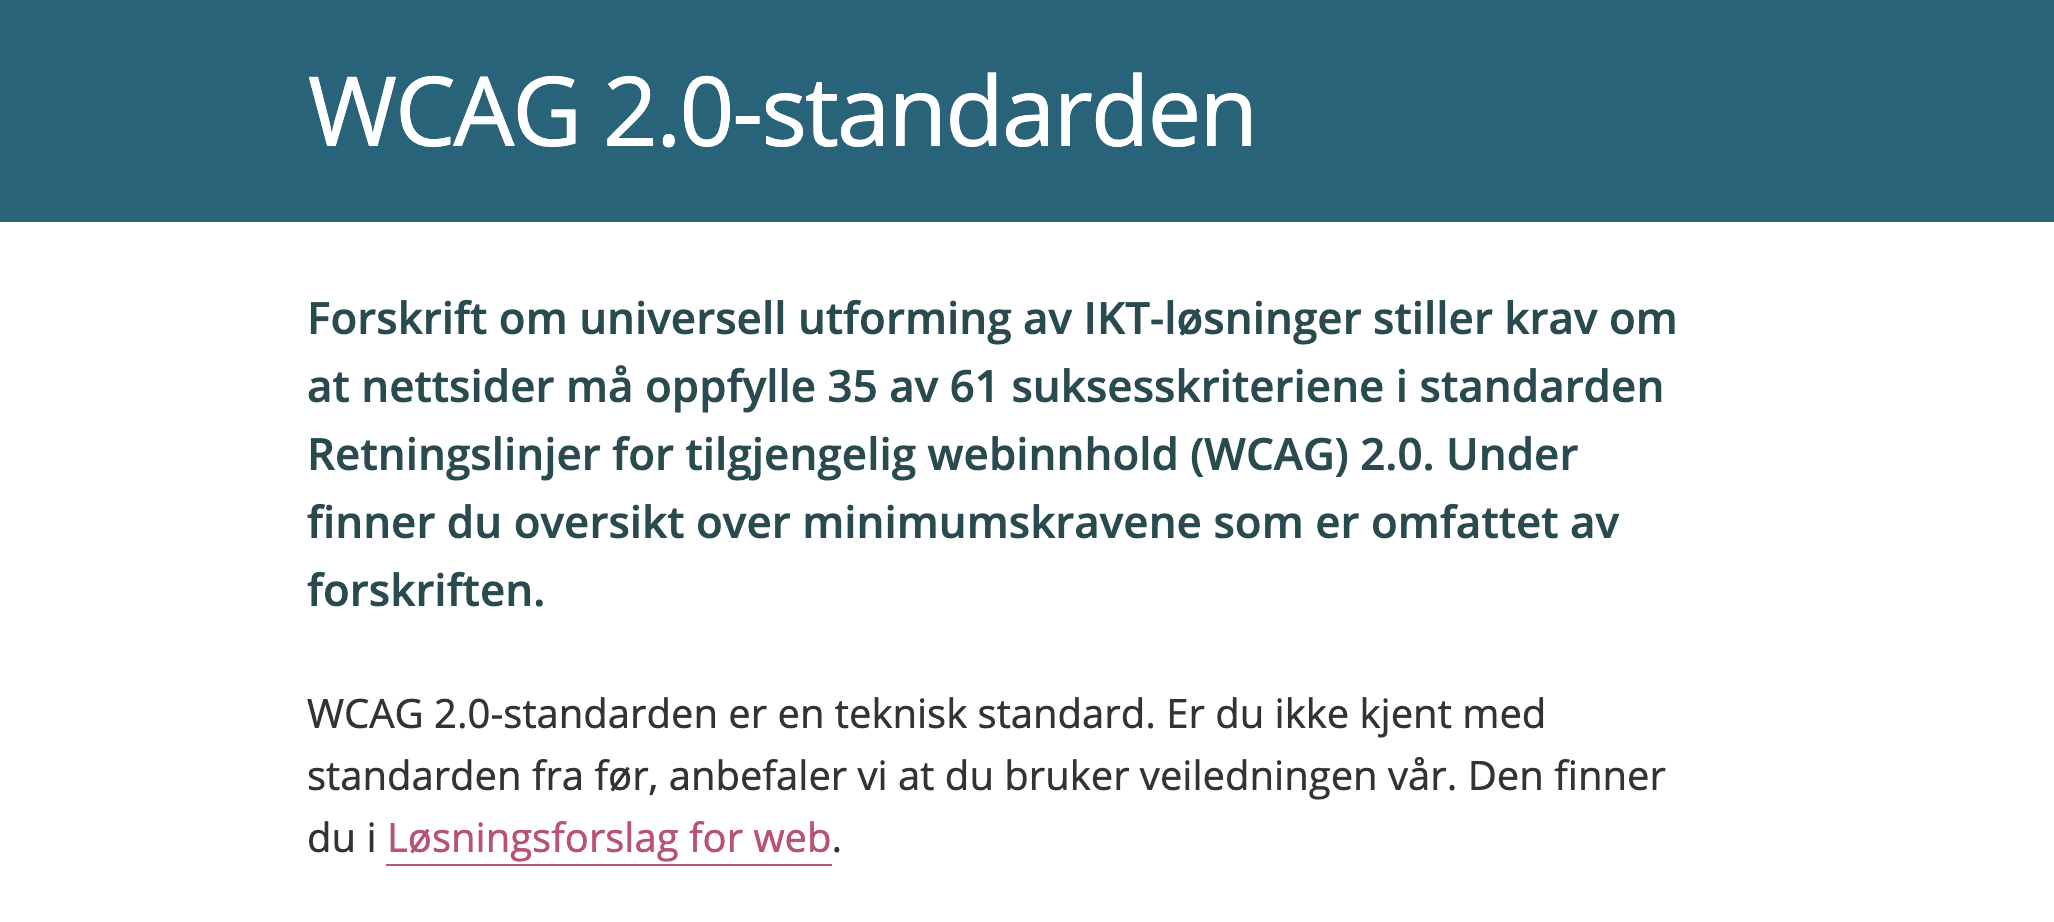 WCAG 2.0-standarden
Forskrift om universell utforming av IKT-løsninger stiller krav om
at nettsider må oppfylle 35 av 61 suksesskriteriene i standarden
Retningslinjer for tilgjengelig webinnhold (WCAG) 2.0. Under
finner du oversikt over minimumskravene som er omfattet av
forskriften.
WCAG 2.0-standarden er en teknisk standard. Er du ikke kjent med
standarden fra før, anbefaler vi at du bruker veiledningen vår. Den finner
du i Løsningsforslag for web.